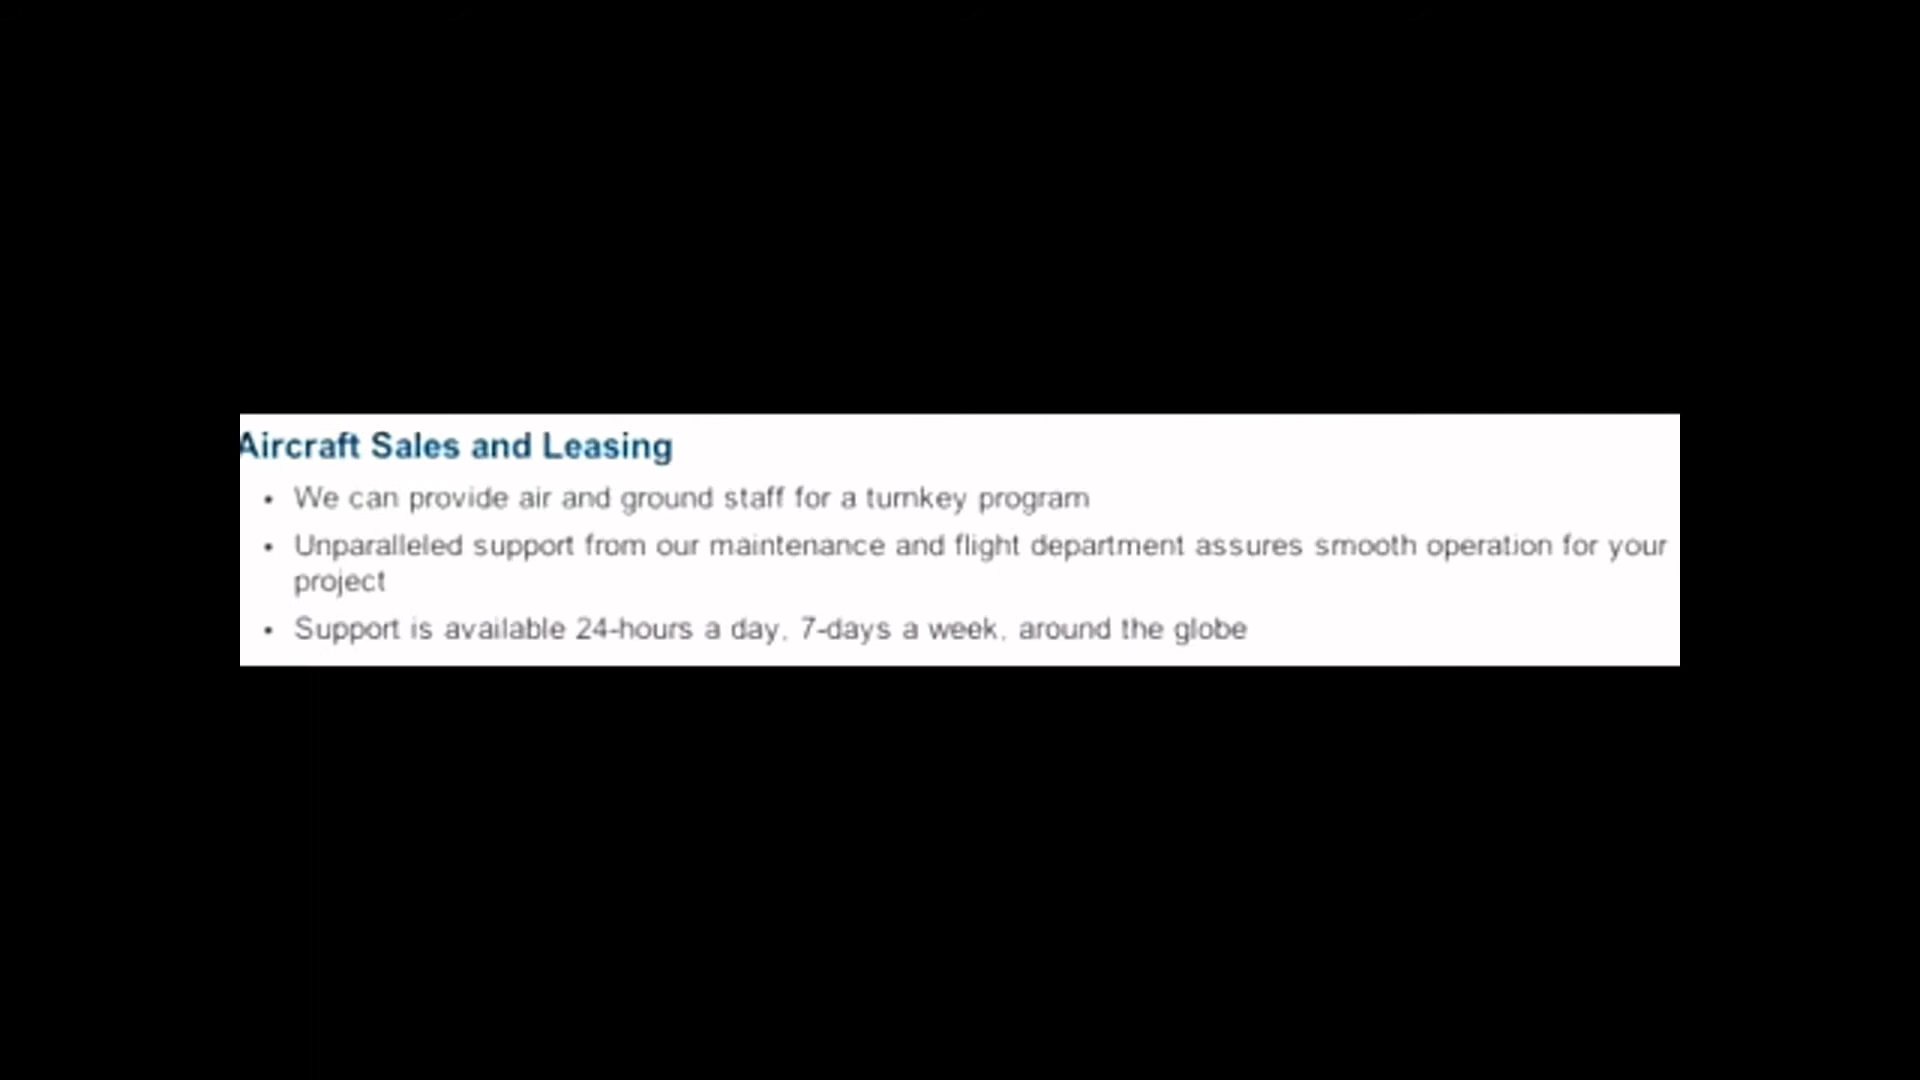 Aircraft Sales and Leasing
• We can provide air and ground staff for a turnkey program
• Unparalleled support from our maintenance and flight department assures smooth operation for your
project
• Support is available 24-hours a day, 7-days a week, around the globe